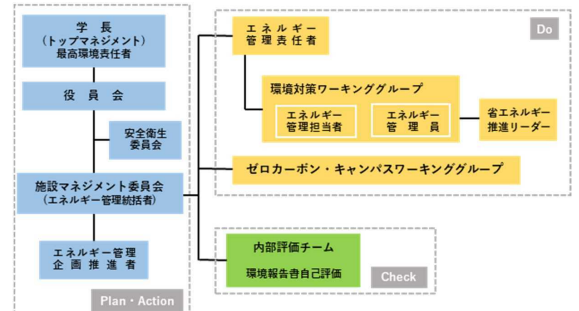 学 長
(トップマネジメント)
最高環境責任者
役 員 会
安全衛生
委員会
施設マネジメント委員会
(エネルギー管理統括者)
エネルギー管理
企 画 推 進 者
Plan・Action
エ ネ ル ギ ー
管 理 責 任 者
Do
環境対策ワーキンググループ
エネルギー
管理担当者
エネルギー
管 理 員
省エネルギー
推進リーダー
ゼロカーボン・キャンパスワーキンググループ
内部評価チーム
環境報告書自己評価
Check